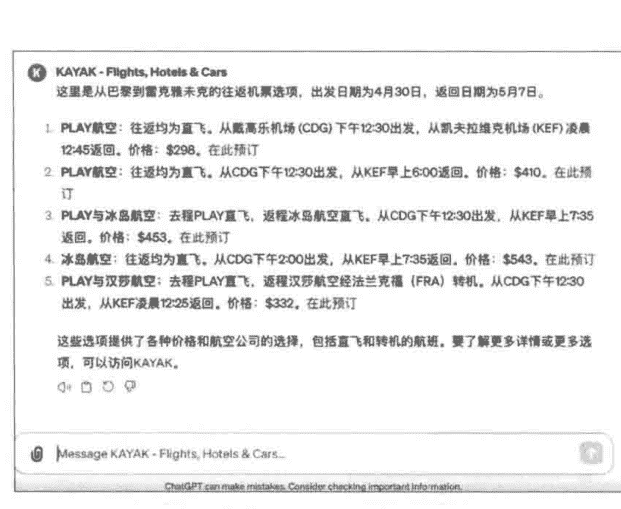 KAYAK - Flights, Hotels & Cars
这里是从巴黎到雷克雅未克的往返机票选项，出发日期为4月30日，返回日期为5月7日。
1. PLAY航空：往返均为直飞。从戴高乐机场 (CDG) 下午12:30出发，从凯夫拉维克机场 (KEF) 凌晨
12:45返回。价格：$298。在此预订
2. PLAY航空：往返均为直飞。从CDG下午12:30出发，从KEF早上6:00返回。价格：$410。在此预
订
3. PLAY与冰岛航空：去程PLAY直飞，返程冰岛航空直飞。从CDG下午12:30出发，从KEF早上7:35
返回。价格：$453。在此预订
4. 冰岛航空：往返均为直飞。从CDG下午2:00出发，从KEF早上7:35返回。价格：$543。在此预订
5. PLAY与汉莎航空：去程PLAY直飞，返程汉莎航空经法兰克福（FRA）转机。从CDG下午12:30
出发，从KEF凌晨12:25返回。价格：$332。在此预订
这些选项提供了各种价格和航空公司的选择，包括直飞和转机的航班。要了解更多详情或更多选
项，可以访问KAYAK。
Message KAYAK - Flights, Hotels & Cars...
ChatGPT can make mistakes. Consider checking important information.